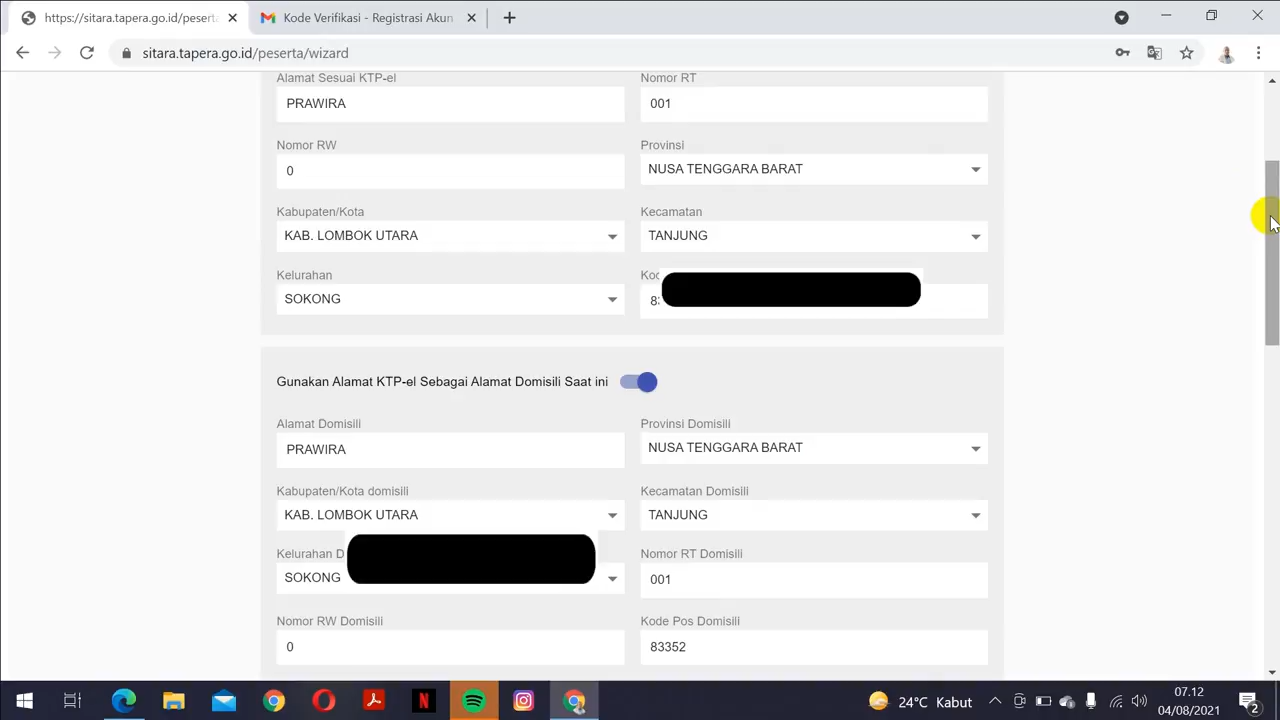 https://sitara.tapera.go.id/peserta
Kode Verifikasi - Registrasi Akun
sitara.tapera.go.id/peserta/wizard
Alamat Sesuai KTP-el
Nomor RT
PRAWIRA
001
Nomor RW
Provinsi
0
NUSA TENGGARA BARAT
Kabupaten/Kota
Kecamatan
KAB. LOMBOK UTARA
TANJUNG
Kelurahan
SOKONG
Gunakan Alamat KTP-el Sebagai Alamat Domisili Saat ini
Alamat Domisili
Provinsi Domisili
PRAWIRA
NUSA TENGGARA BARAT
Kabupaten/Kota domisili
Kecamatan Domisili
KAB. LOMBOK UTARA
TANJUNG
Kelurahan D
Nomor RT Domisili
SOKONG
001
Nomor RW Domisili
Kode Pos Domisili
0
83352
24°C Kabut
07.12
04/08/2021
2